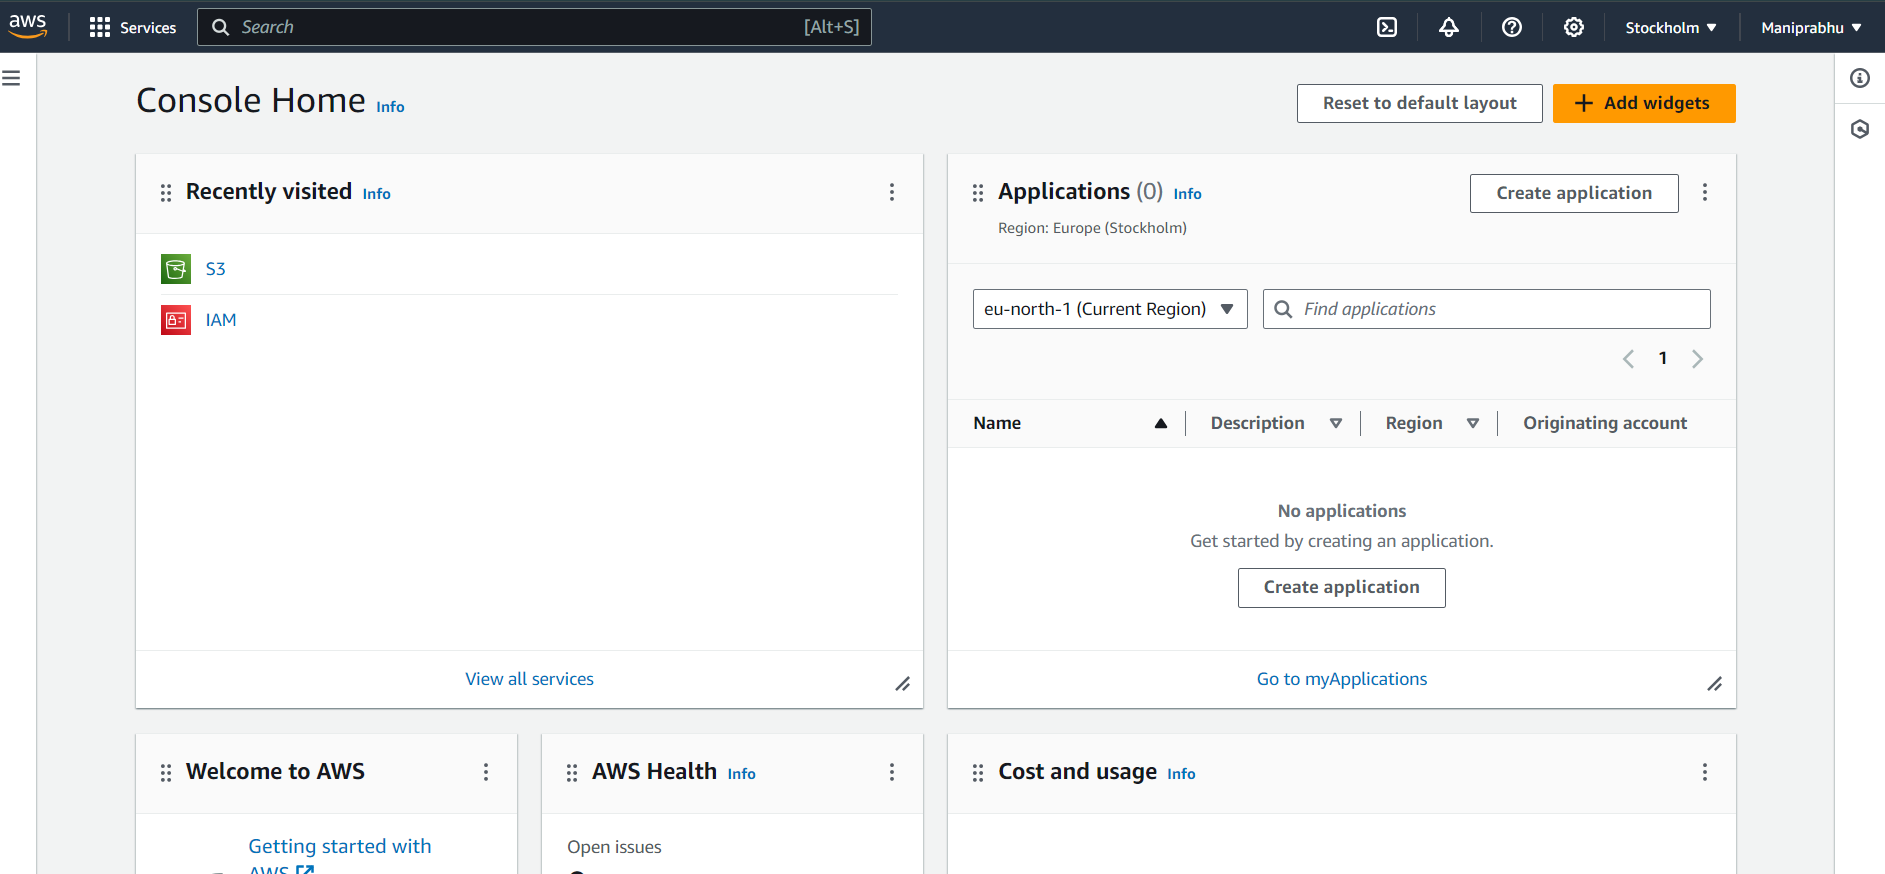 aws
Services
Search
[Alt+S]
Stockholm
Maniprabhu
Console Home
Info
Reset to default layout
Add widgets
Recently visited
Info
S3
IAM
View all services
Applications (0)
Info
Region: Europe (Stockholm)
Create application
eu-north-1 (Current Region)
Find applications
1
Name
Description
Region
Originating account
No applications
Get started by creating an application.
Create application
Go to myApplications
Welcome to AWS
Getting started with
AWS
AWS Health
Info
Open issues
Cost and usage
Info